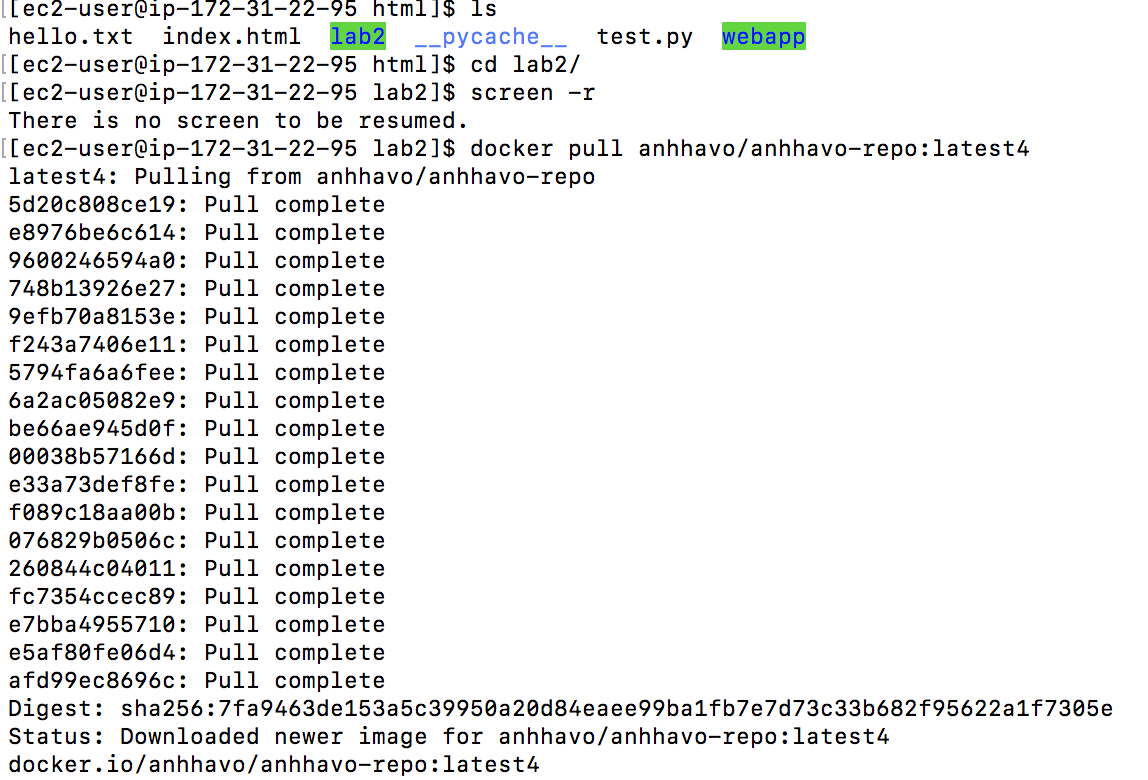 [[ec2-user@ip-172-31-22-95 html]$ ls
hello.txt  index.html  lab2  __pycache__  test.py  webapp
[[ec2-user@ip-172-31-22-95 html]$ cd lab2/
[[ec2-user@ip-172-31-22-95 lab2]$ screen -r
There is no screen to be resumed.
[[ec2-user@ip-172-31-22-95 lab2]$ docker pull anhhavo/anhhavo-repo:latest4
latest4: Pulling from anhhavo/anhhavo-repo
5d20c808ce19: Pull complete
e8976be6c614: Pull complete
9600246594a0: Pull complete
748b13926e27: Pull complete
9efb70a8153e: Pull complete
f243a7406e11: Pull complete
5794fa6a6fee: Pull complete
6a2ac05082e9: Pull complete
be66ae945d0f: Pull complete
00038b57166d: Pull complete
e33a73def8fe: Pull complete
f089c18aa00b: Pull complete
076829b0506c: Pull complete
260844c04011: Pull complete
fc7354ccec89: Pull complete
e7bba4955710: Pull complete
e5af80fe06d4: Pull complete
afd99ec8696c: Pull complete
Digest: sha256:7fa9463de153a5c39950a20d84eaee99ba1fb7e7d73c33b682f95622a1f7305e
Status: Downloaded newer image for anhhavo/anhhavo-repo:latest4
docker.io/anhhavo/anhhavo-repo:latest4